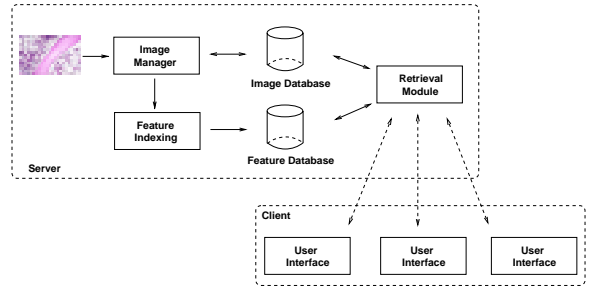 Image
Manager
Image Database
Retrieval
Module
Feature
Indexing
Feature Database
Server
Client
User
Interface
User
Interface
User
Interface